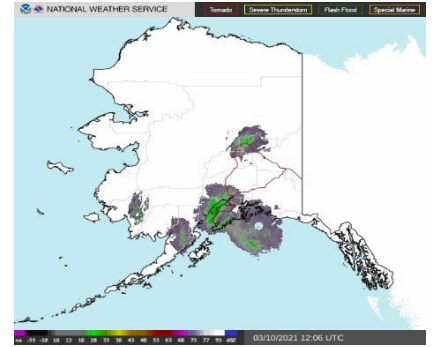 NATIONAL WEATHER SERVICE
Tornado
Severe Thunderstorm
Flash Flood
Special Marine
03/10/2021 12:06 UTC